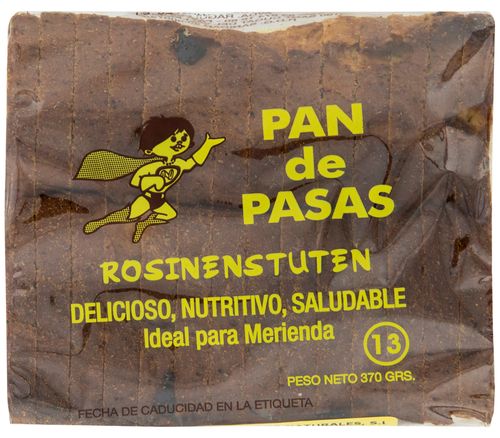 PAN
de
PASAS
ROSINENSTUTEN
DELICIOSO, NUTRITIVO, SALUDABLE
Ideal para Merienda
13
PESO NETO 370 GRS.
FECHA DE CADUCIDAD EN LA ETIQUETA